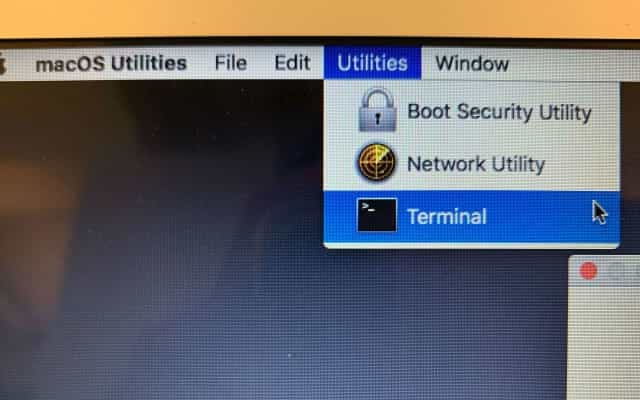 macOS Utilities File Edit Utilities Window
Boot Security Utility
Network Utility
>_ Terminal